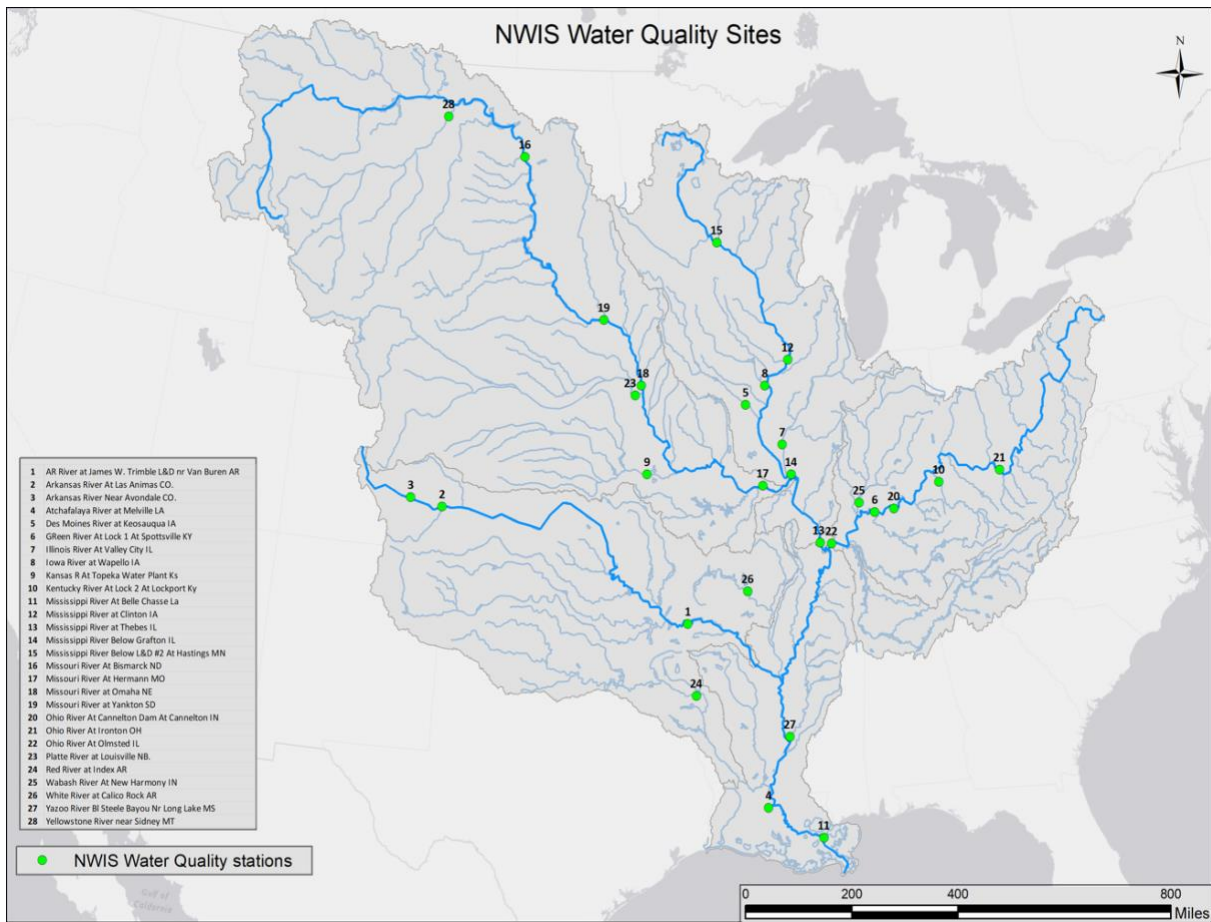 NWIS Water Quality Sites
N
28
16
15
19
12
18
8
23
5
7
9
14
17
21
10
3
2
25
6
20
13
22
26
1
24
27
4
11
1 AR River at James W. Trimble L&D nr Van Buren AR
2 Arkansas River At Las Animas CO.
3 Arkansas River Near Avondale CO.
4 Atchafalaya River at Melville LA
5 Des Moines River at Keosauqua IA
6 GReen River At Lock 1 At Spottsville KY
7 Illinois River At Valley City IL
8 Iowa River at Wapello IA
9 Kansas R At Topeka Water Plant Ks
10 Kentucky River At Lock 2 At Lockport Ky
11 Mississippi River At Belle Chasse La
12 Mississippi River at Clinton IA
13 Mississippi River at Thebes IL
14 Mississippi River Below Grafton IL
15 Mississippi River Below L&D #2 At Hastings MN
16 Missouri River At Bismarck ND
17 Missouri River At Hermann MO
18 Missouri River at Omaha NE
19 Missouri River at Yankton SD
20 Ohio River At Cannelton Dam At Cannelton IN
21 Ohio River At Ironton OH
22 Ohio River At Olmsted IL
23 Platte River at Louisville NB.
24 Red River at Index AR
25 Wabash River At New Harmony IN
26 White River at Calico Rock AR
27 Yazoo River Bl Steele Bayou Nr Long Lake MS
28 Yellowstone River near Sidney MT
NWIS Water Quality stations
Gulf of
California
0 200 400 800
Miles